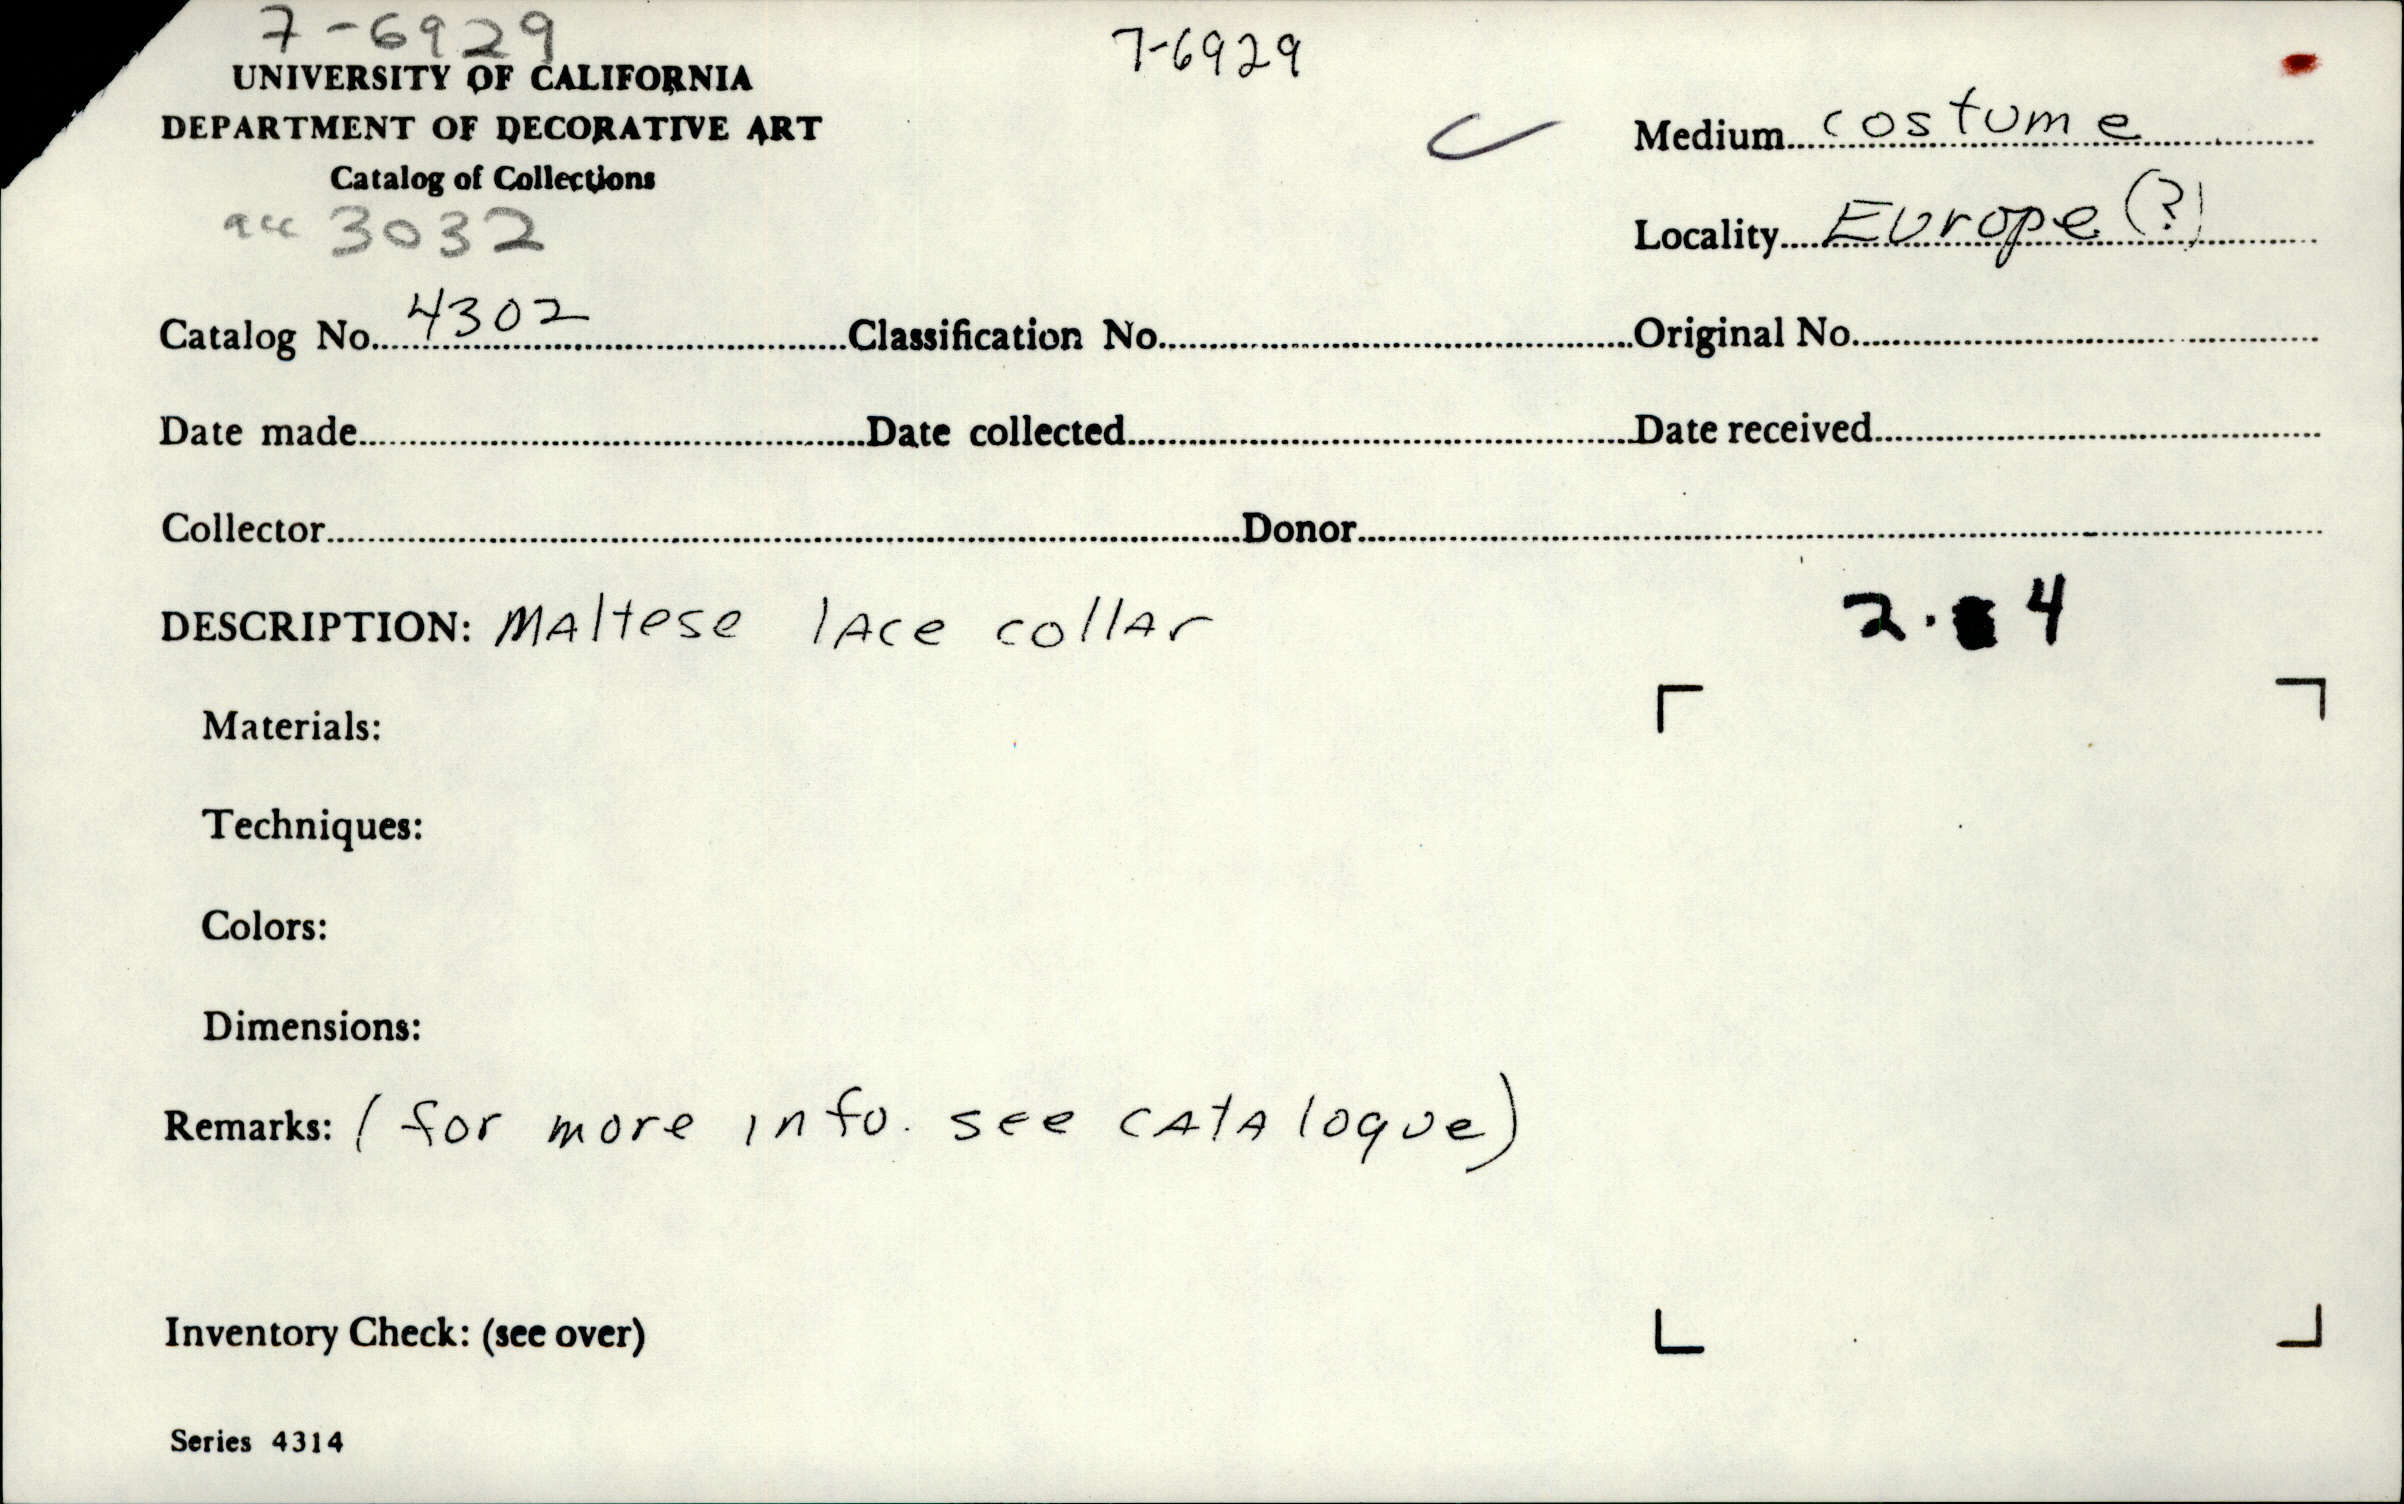 7-6929
7-6929
UNIVERSITY OF CALIFORNIA
DEPARTMENT OF DECORATIVE ART
Catalog of Collections
acc 3032
Medium costume
Locality Europe (?)
Catalog No. 4302 Classification No. Original No.
Date made Date collected Date received
Collector Donor
DESCRIPTION: Maltese lace collar
2. 4
Materials:
Techniques:
Colors:
Dimensions:
Remarks: (for more info. see catalogue)
Inventory Check: (see over)
Series 4314